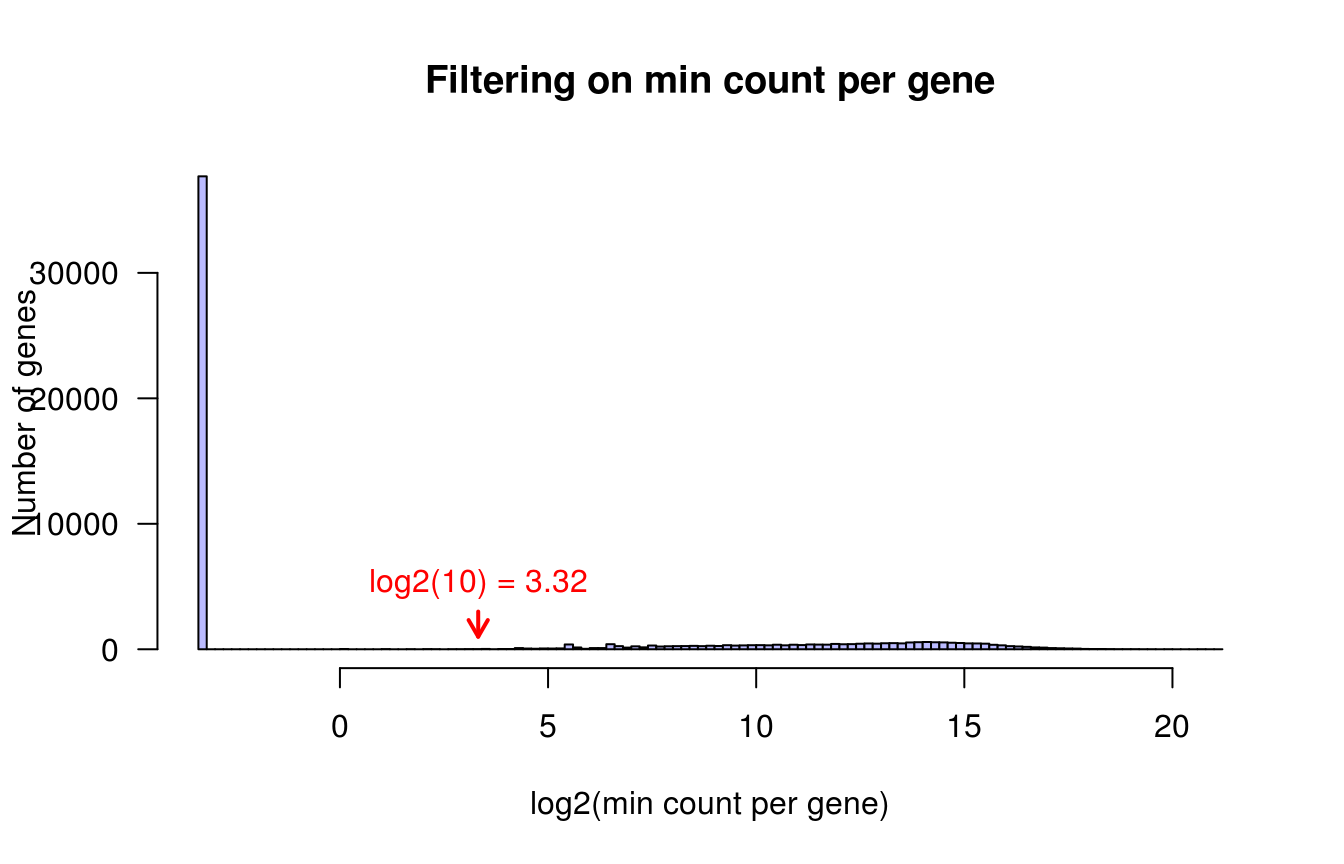 Filtering on min count per gene
Number of genes
30000
20000
10000
0
log2(10) = 3.32
0 5 10 15 20
log2(min count per gene)